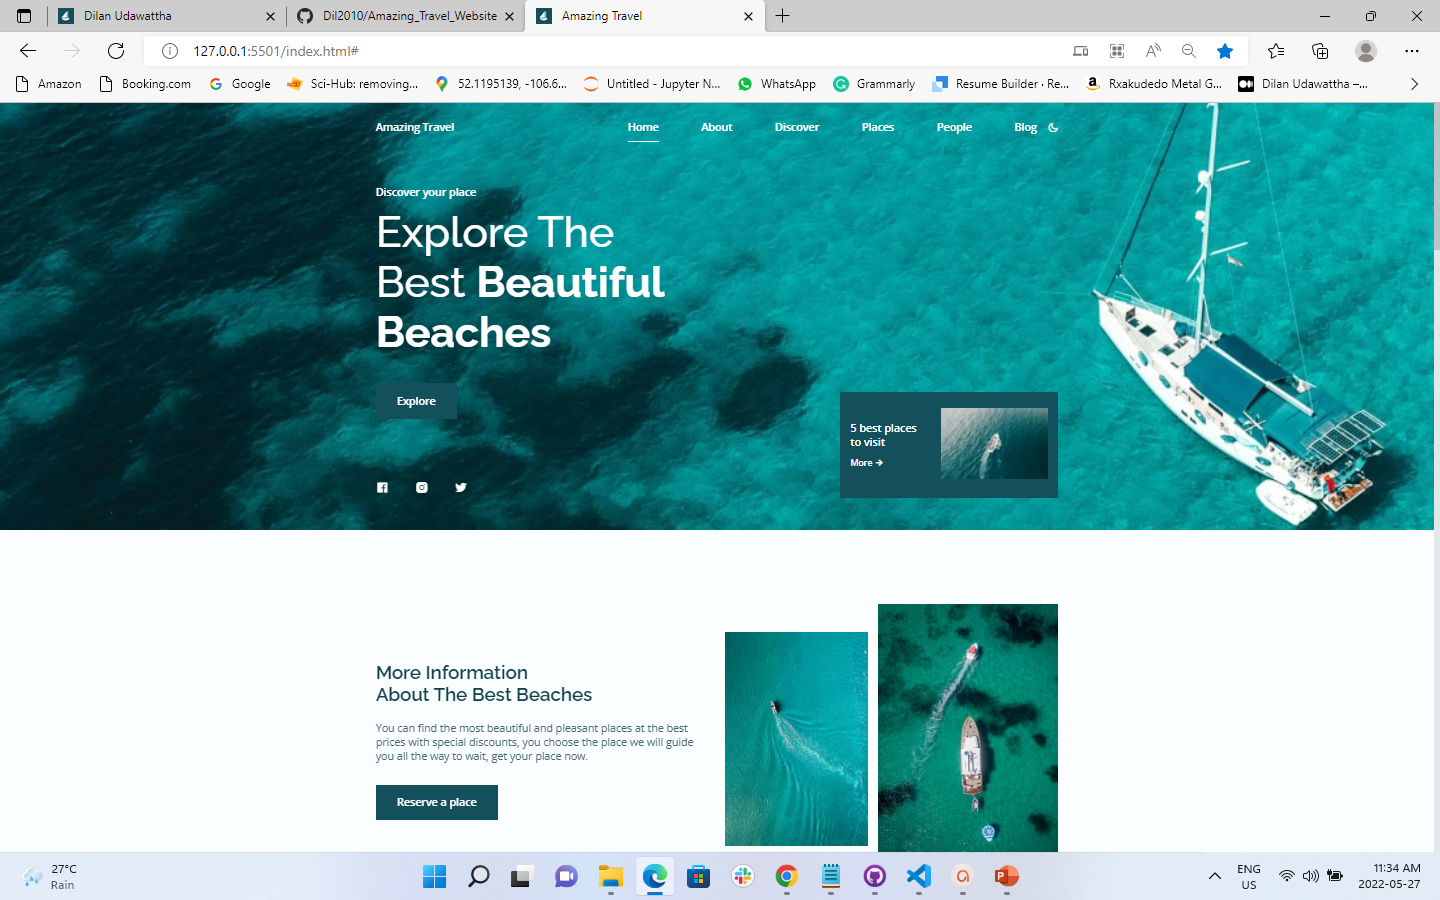 Dilan Udawattha
Dil2010/Amazing_Travel_Website
Amazing Travel
127.0.0.1:5501/index.html#
Amazon
Booking.com
Google
Sci-Hub: removing...
52.1195139, -106.6...
Untitled - Jupyter N...
WhatsApp
Grammarly
Resume Builder · Re...
Rxakudedo Metal G...
Dilan Udawattha –...
Amazing Travel
Home
About
Discover
Places
People
Blog
Discover your place
Explore The
Best Beautiful
Beaches
Explore
5 best places
to visit
More →
More Information
About The Best Beaches
You can find the most beautiful and pleasant places at the best
prices with special discounts, you choose the place we will guide
you all the way to wait, get your place now.
Reserve a place
27°C
Rain
ENG
US
11:34 AM
2022-05-27